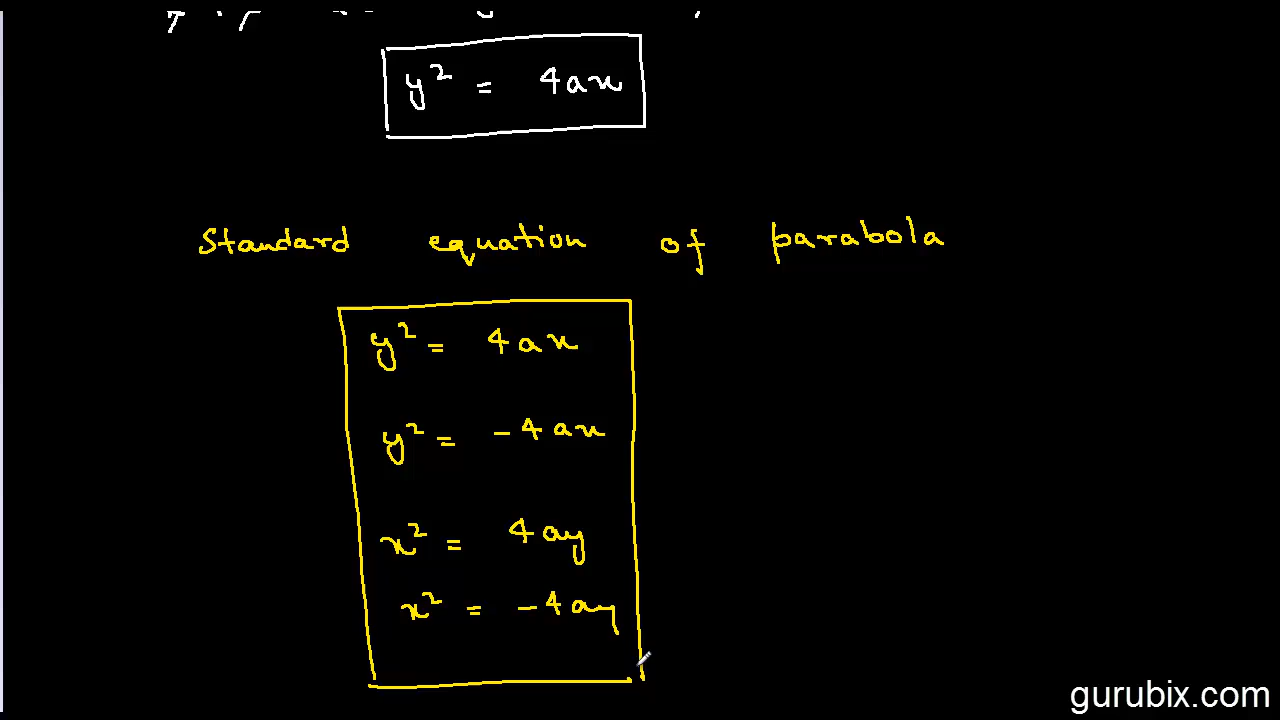 y² = 4ax
Standard equation of parabola
y² = 4ax
y² = -4ax
x² = 4ay
x² = -4ay
gurubix.com